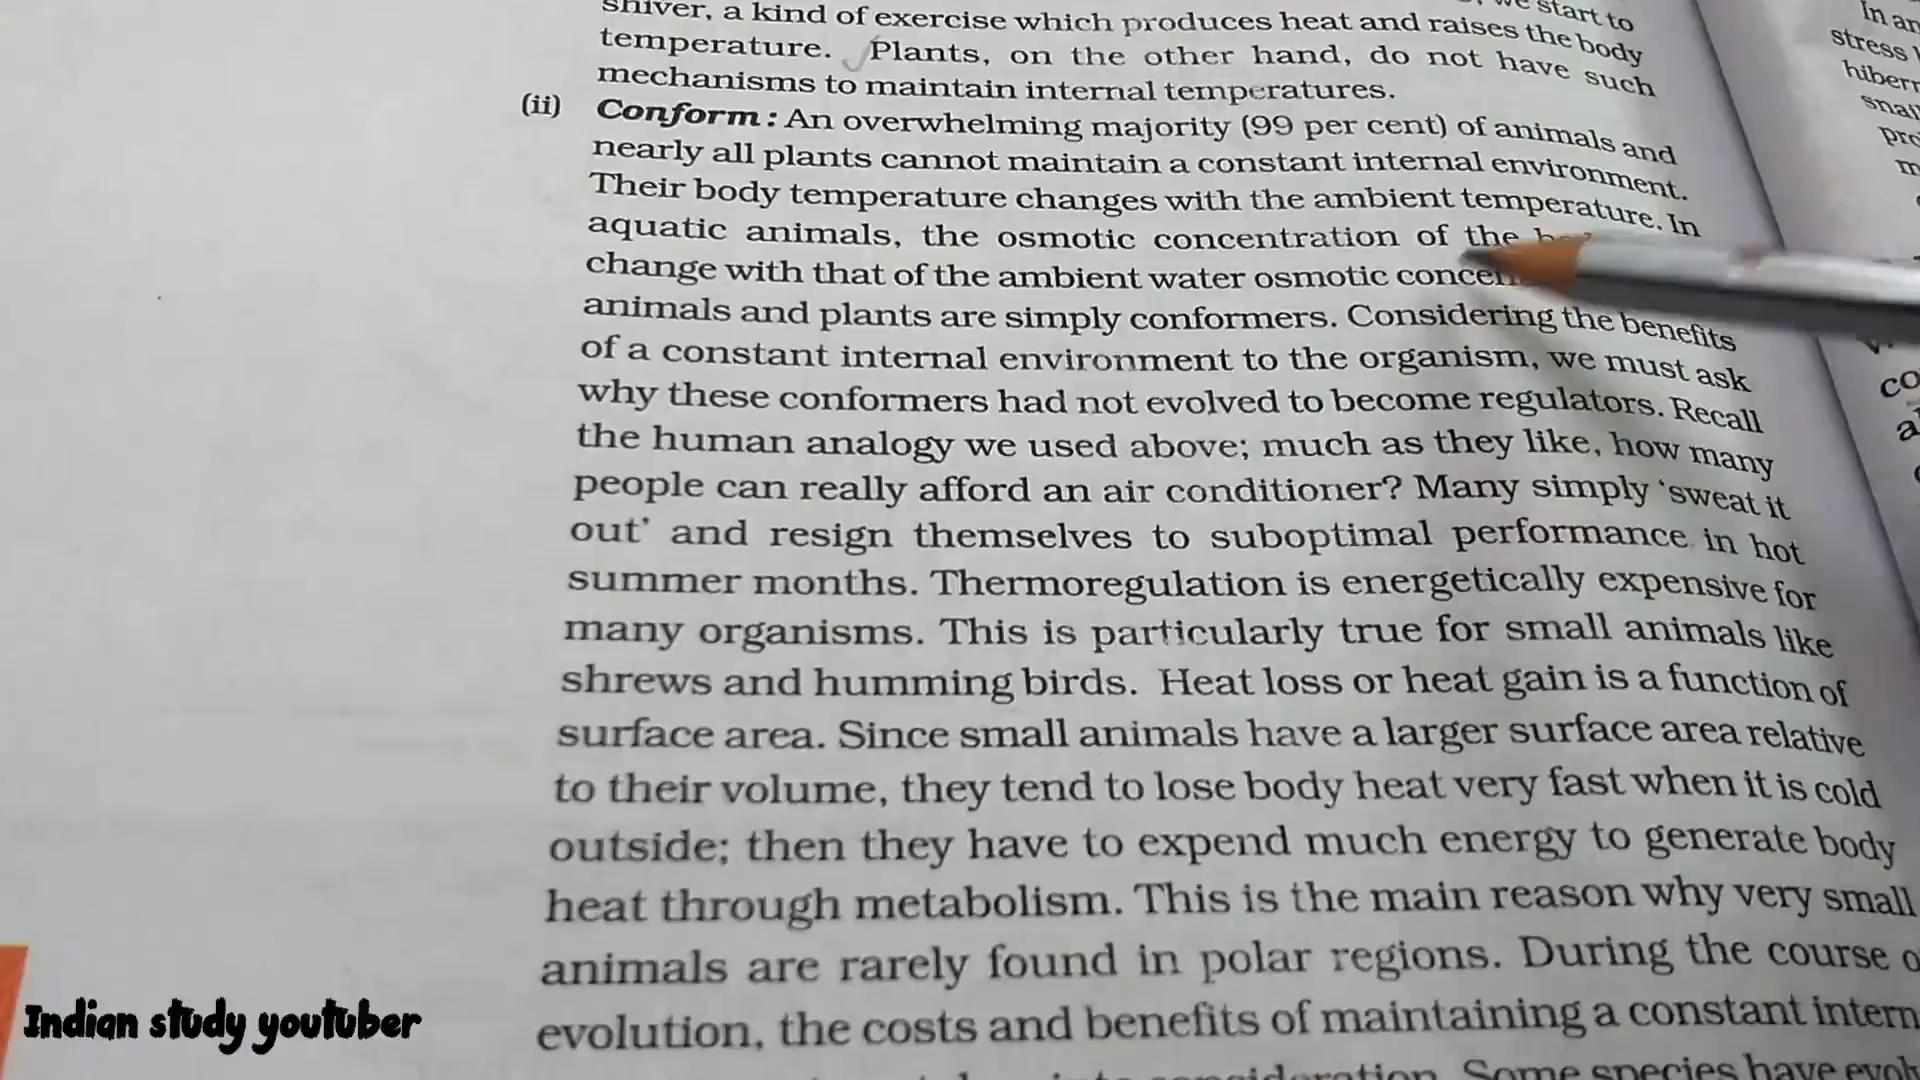 shiver, a kind of exercise which produces heat and raises the body
start to
temperature. Plants, on the other hand, do not have such
mechanisms to maintain internal temperatures.
(ii) Conform : An overwhelming majority (99 per cent) of animals and
nearly all plants cannot maintain a constant internal environment.
Their body temperature changes with the ambient temperature. In
aquatic animals, the osmotic concentration of the
change with that of the ambient water osmotic
animals and plants are simply conformers. Considering the benefits
of a constant internal environment to the organism, we must ask
why these conformers had not evolved to become regulators. Recall
the human analogy we used above; much as they like, how many
people can really afford an air conditioner? Many simply ‘sweat it
out’ and resign themselves to suboptimal performance in hot
summer months. Thermoregulation is energetically expensive for
many organisms. This is particularly true for small animals like
shrews and humming birds. Heat loss or heat gain is a function of
surface area. Since small animals have a larger surface area relative
to their volume, they tend to lose body heat very fast when it is cold
outside; then they have to expend much energy to generate body
heat through metabolism. This is the main reason why very small
animals are rarely found in polar regions. During the course
evolution, the costs and benefits of maintaining a constant
Some species have
In
stress
Indian study youtuber